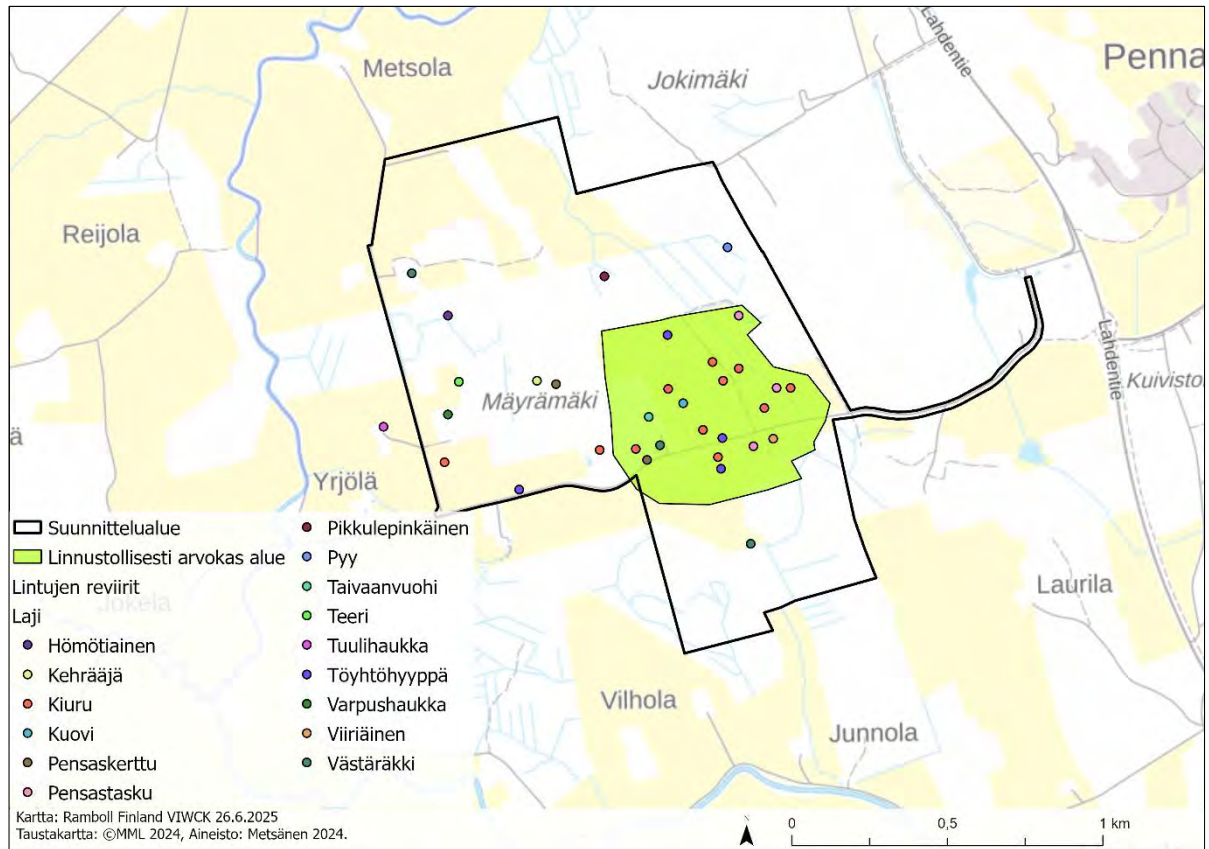 Metsola
Jokimäki
Lahdentie
Penna
Reijola
Mäyrämäki
Lahdentie
Kuivisto
ä
Yrjölä
Laurila
Jokela
Vilhola
Junnola
Suunnittelualue
Linnustollisesti arvokas alue
Lintujen reviirit
Laji
Hömötiainen
Kehrääjä
Kiuru
Kuovi
Pensaskerttu
Pensastasku
Pikkulepinkäinen
Pyy
Taivaanvuohi
Teeri
Tuulihaukka
Töyhtöhyyppä
Varpushaukka
Viiriäinen
Västäräkki
Kartta: Ramboll Finland VIWCK 26.6.2025
Taustakartta: ©MML 2024, Aineisto: Metsänen 2024.
0 0,5 1 km